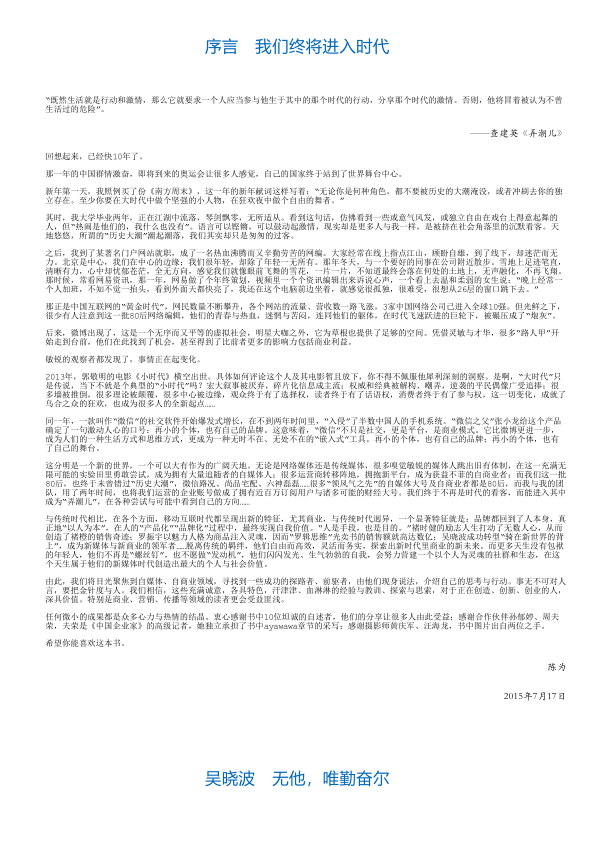 序言　我们终将进入时代
“既然生活就是行动和激情，那么它就要求一个人应当参与他生于其中的那个时代的行动，分享那个时代的激情。否则，他将冒着被认为不曾
生活过的危险”。
——查建英《弄潮儿》
回想起来，已经快10年了。
那一年的中国群情激奋，即将到来的奥运会让很多人感觉，自己的国家终于站到了世界舞台中心。
新年第一天，我照例买了份《南方周末》，这一年的新年献词这样写着：“无论你是何种角色，都不要被历史的大潮淹没，或者冲刷去你的独
立存在。至少你要在大时代中做个坚强的小人物，在狂欢夜中做个自由的舞者。”
其时，我大学毕业两年，正在江湖中流落，琴剑飘零，无所适从。看到这句话，仿佛看到一些或意气风发，或独立自由在戏台上得意起舞的
人，但“热闹是他们的，我什么也没有”。语言可以铿锵，可以鼓动起激情，现实却是更多人与我一样，是被挤在社会角落里的沉默看客。天
地悠悠，所谓的“历史大潮”潮起潮落，我们其实却只是匆匆的过客。
之后，我到了某著名门户网站就职，成了一名热血沸腾而又辛勤劳苦的网编。大家经常在线上指点江山，顾盼自雄，到了线下，却迷茫而无
力。北京是中心，我们在中心的边缘；我们很年轻，却除了年轻一无所有。那年冬天，与一个要好的同事在公司附近散步。雪地上足迹笔直，
清晰有力，心中却恍郁苍茫，全无方向。感觉我们就像眼前飞舞的雪花，一片一片，不知道最终会落在何处的土地上，无声融化，不再飞翔。
那时候，常看网易资讯，那一年，网易做了个年终策划，视频里一个个资讯编辑出来诉说心声，一个看上去温和柔弱的女生说：“晚上经常一
个人加班，不知不觉一抬头，看到外面天都快亮了，我还在这个电脑前边坐着，就感觉很孤独，很难受，很想从26层的窗口跳下去。”
那正是中国互联网的“黄金时代”。网民数量不断攀升，各个网站的流量、营收数一路飞涨，3家中国网络公司已进入全球10强。但光鲜之下，
很少有人注意到这一批80后网络编辑，他们的青春与热血，迷惘与苦闷，连同他们的躯体，在时代飞速跃进的巨轮下，被碾压成了“炮灰”。
后来，微博出现了，这是一个无序而又平等的虚拟社会，明星大咖之外，它为草根也提供了足够的空间。凭借灵敏与才华，很多“路人甲”开
始走到台前，他们在此找到了机会，甚至得到了比前者更多的影响力包括商业利益。
敏锐的观察者都发现了，事情正在起变化。
2013年，郭敬明的电影《小时代》横空出世。具体如何评论这个人及其电影暂且放下，你不得不佩服他犀利深刻的洞察。是啊，“大时代”只
是传说，当下不就是个典型的“小时代”吗？宏大叙事被厌弃，碎片化信息成主流；权威和经典被解构、嘲弄，逆袭的平民偶像广受追捧；很
多墙被推倒，很多理论被颠覆，很多中心被边缘，观众终于有了选择权，读者终于有了话语权，消费者终于有了参与权。这一切变化，成就了
乌合之众的狂欢，也成为很多人的全新起点……
同一年，一款叫作“微信”的社交软件开始爆发式增长，在不到两年时间里，“入侵”了半数中国人的手机系统。“微信之父”张小龙给这个产品
确定了一句激动人心的口号：再小的个体，也有自己的品牌。这意味着，“微信”不只是社交，更是平台，是商业模式。它比微博更进一步，
成为人们的一种生活方式和思维方式，更成为一种无时不在、无处不在的“嵌入式”工具。再小的个体，也有自己的品牌；再小的个体，也有
了自己的舞台。
这分明是一个新的世界，一个可以大有作为的广阔天地。无论是网络媒体还是传统媒体，很多嗅觉敏锐的媒体人跳出旧有体制，在这一充满无
限可能的实验田里勇敢尝试，成为拥有大量追随者的自媒体人；很多运营商转移阵地，拥抱新平台，成为获益不菲的自商业者；而我们这一批
80后，也终于未曾错过“历史大潮”，微信路况、尚品宅配、六神磊磊……很多“领风气之先”的自媒体大号及自商业者都是80后，而我与我的团
队，用了两年时间，也将我们运营的企业账号做成了拥有近百万订阅用户与诸多可能的财经大号。我们终于不再是时代的看客，而能进入其中
成为“弄潮儿”，在各种尝试与可能中看到自己的方向……
与传统时代相比，在各个方面，移动互联时代都呈现出新的特征，尤其商业，与传统时代迥异，一个显著特征就是：品牌都回到了人本身，真
正地“以人为本”。在人的“产品化”“品牌化”过程中，最终实现自我价值。“人是手段，也是目的。”褚时健的励志人生打动了无数人心，从而
创造了褚橙的销售奇迹；罗振宇以魅力人格为商品注入灵魂，因而“罗辑思维”光卖书的销售额就高达数亿；吴晓波成功转型“骑在新世界的背
上”，成为新媒体与新商业的领军者……脱离传统的羁绊，他们自由而高效，灵活而务实，探索出新时代里商业的新未来。而更多天生没有包袱
的年轻人，他们不再是“螺丝钉”，也不愿做“发动机”，他们闪闪发光、生气勃勃的自我，会努力营建一个以个人为灵魂的社群和生态，在这
个天生属于他们的新媒体时代创造出最大的个人与社会价值。
由此，我们将目光聚焦到自媒体、自商业领域，寻找到一些成功的探路者、前驱者，由他们现身说法，介绍自己的思考与行动。事无不可对人
言，要把金针度与人。我们相信，这些充满诚意，各具特色，汗津津、血淋淋的经验与教训、探索与思索，对于正在创造、创新、创业的人，
深具价值。特别是商业、营销、传播等领域的读者更会受益匪浅。
任何微小的成果都是众多心力与热情的结晶。衷心感谢书中10位坦诚的自述者，他们的分享让很多人由此受益；感谢合作伙伴孙郁婷、周夫
荣，夫荣是《中国企业家》的高级记者，她独立承担了书中ayawawa章节的采写；感谢摄影师黄庆军、汪海龙，书中图片出自两位之手。
希望你能喜欢这本书。
陈为
2015年7月17日
吴晓波　无他，唯勤奋尔